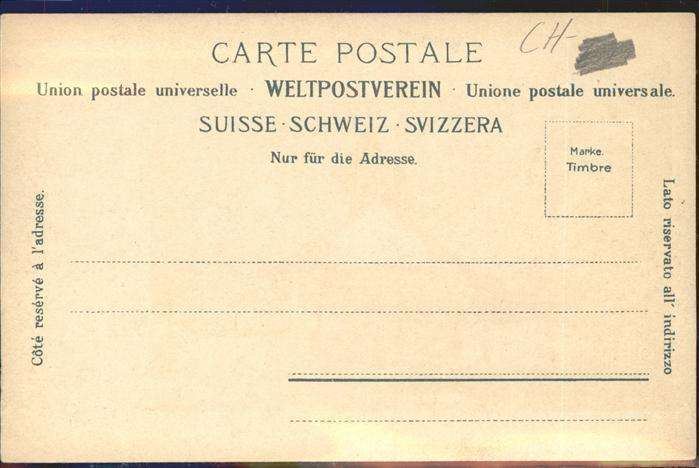 CH-
CARTE POSTALE
Union postale universelle · WELTPOSTVEREIN · Unione postale universale.
SUISSE · SCHWEIZ · SVIZZERA
Nur für die Adresse.
Marke.
Timbre
Côté resérvé à l'adresse.
Lato riservato all' indirizzo